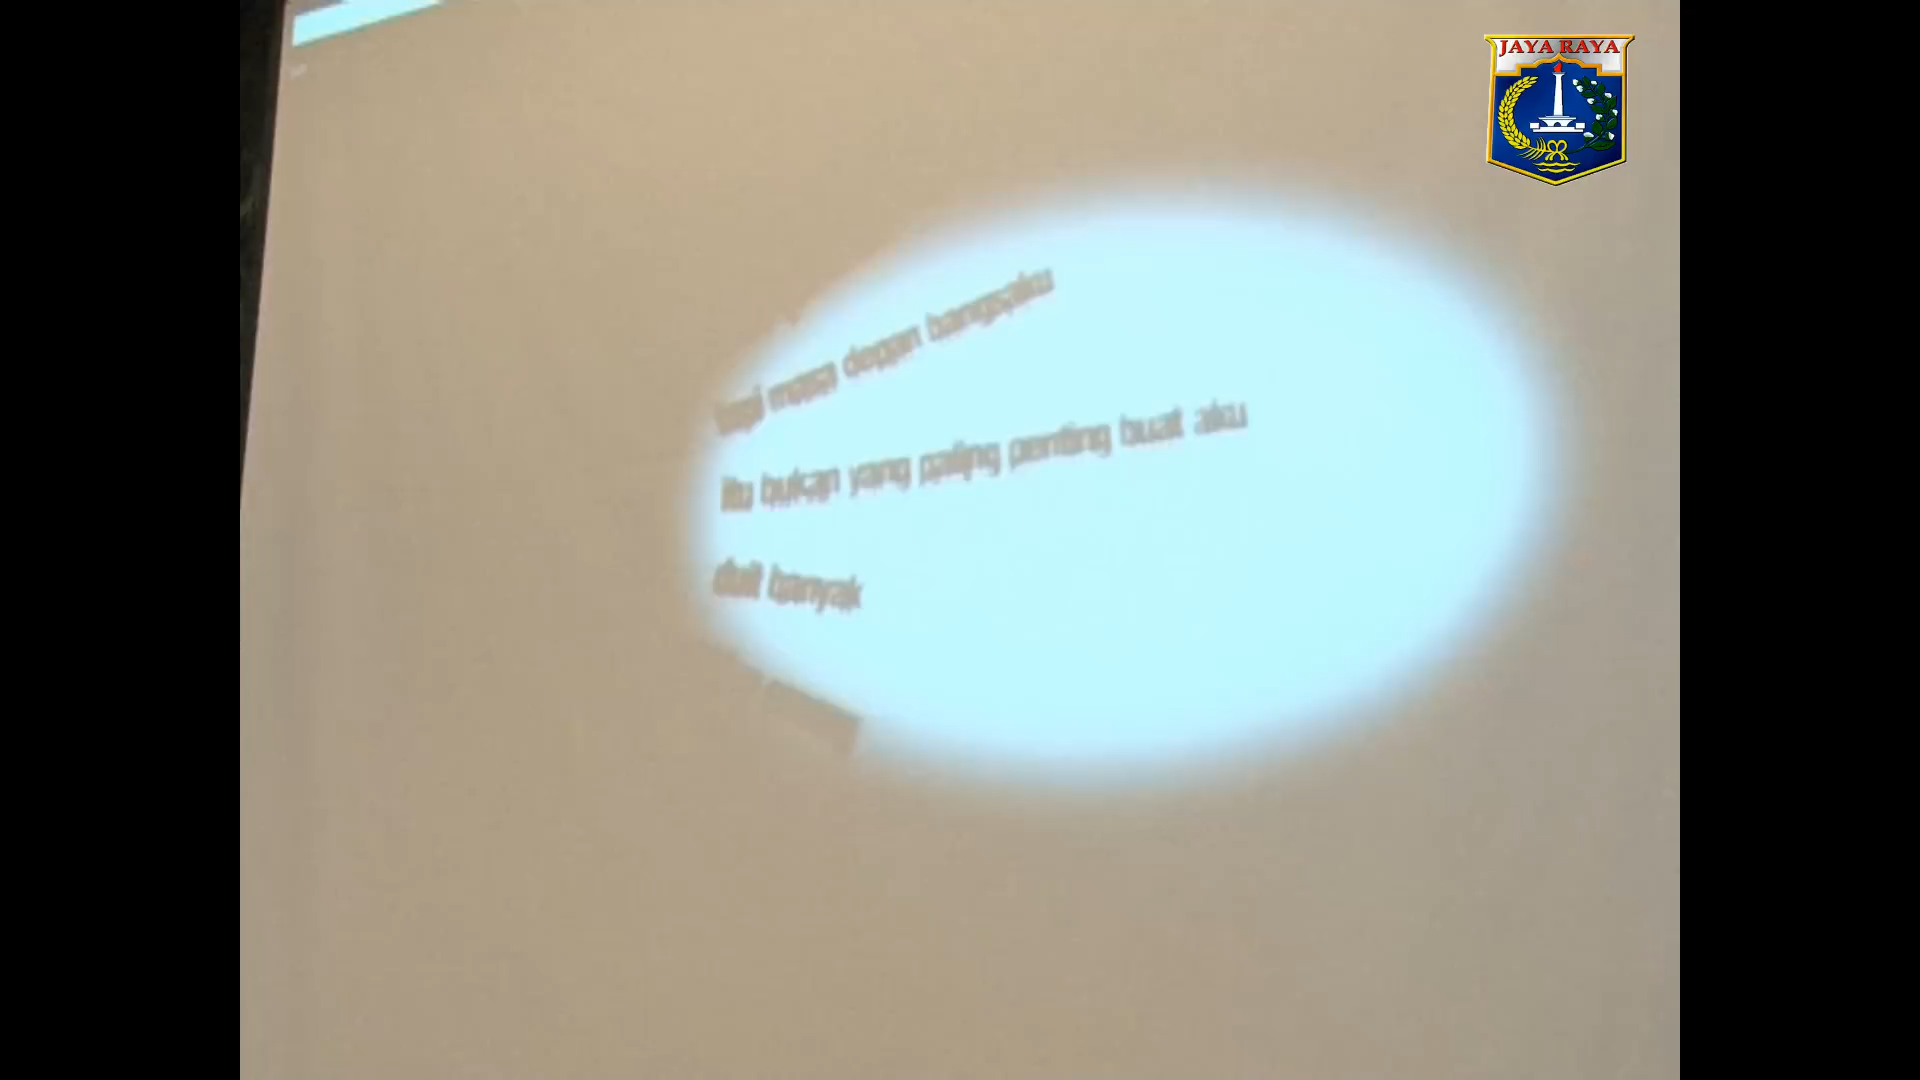 JAYA RAYA
bagi masa depan bangsaku
itu bukan yang paling penting buat aku
duit banyak